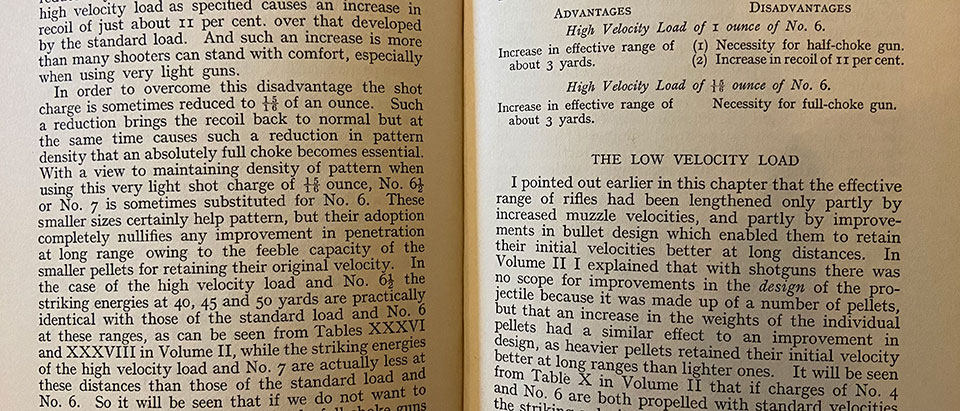 high velocity load as specified causes an increase in
recoil of just about 11 per cent. over that developed
by the standard load. And such an increase is more
than many shooters can stand with comfort, especially
when using very light guns.
In order to overcome this disadvantage the shot
charge is sometimes reduced to 15/16 of an ounce. Such
a reduction brings the recoil back to normal but at
the same time causes such a reduction in pattern
density that an absolutely full choke becomes essential.
With a view to maintaining density of pattern when
using this very light shot charge of 15/16 ounce, No. 6½
or No. 7 is sometimes substituted for No. 6. These
smaller sizes certainly help pattern, but their adoption
completely nullifies any improvement in penetration
at long range owing to the feeble capacity of the
smaller pellets for retaining their original velocity. In
the case of the high velocity load and No. 6½ the
striking energies at 40, 45 and 50 yards are practically
identical with those of the standard load and No. 6
at these ranges, as can be seen from Tables XXXVI
and XXXVIII in Volume II, while the striking energies
of the high velocity load and No. 7 are actually less at
these distances than those of the standard load and
No. 6. So it will be seen that if we do not want to
choke guns
ADVANTAGES DISADVANTAGES
High Velocity Load of 1 ounce of No. 6.
Increase in effective range of (1) Necessity for half-choke gun.
about 3 yards. (2) Increase in recoil of 11 per cent.
High Velocity Load of 15/16 ounce of No. 6.
Increase in effective range of Necessity for full-choke gun.
about 3 yards.
THE LOW VELOCITY LOAD
I pointed out earlier in this chapter that the effective
range of rifles had been lengthened only partly by
increased muzzle velocities, and partly by improve-
ments in bullet design which enabled them to retain
their initial velocities better at long distances. In
Volume II I explained that with shotguns there was
no scope for improvements in the design of the pro-
jectile because it was made up of a number of pellets,
but that an increase in the weights of the individual
pellets had a similar effect to an improvement in
design, as heavier pellets retained their initial velocity
better at long ranges than lighter ones. It will be seen
from Table X in Volume II that if charges of No. 4
and No. 6 are both propelled with standard velocities
the striking